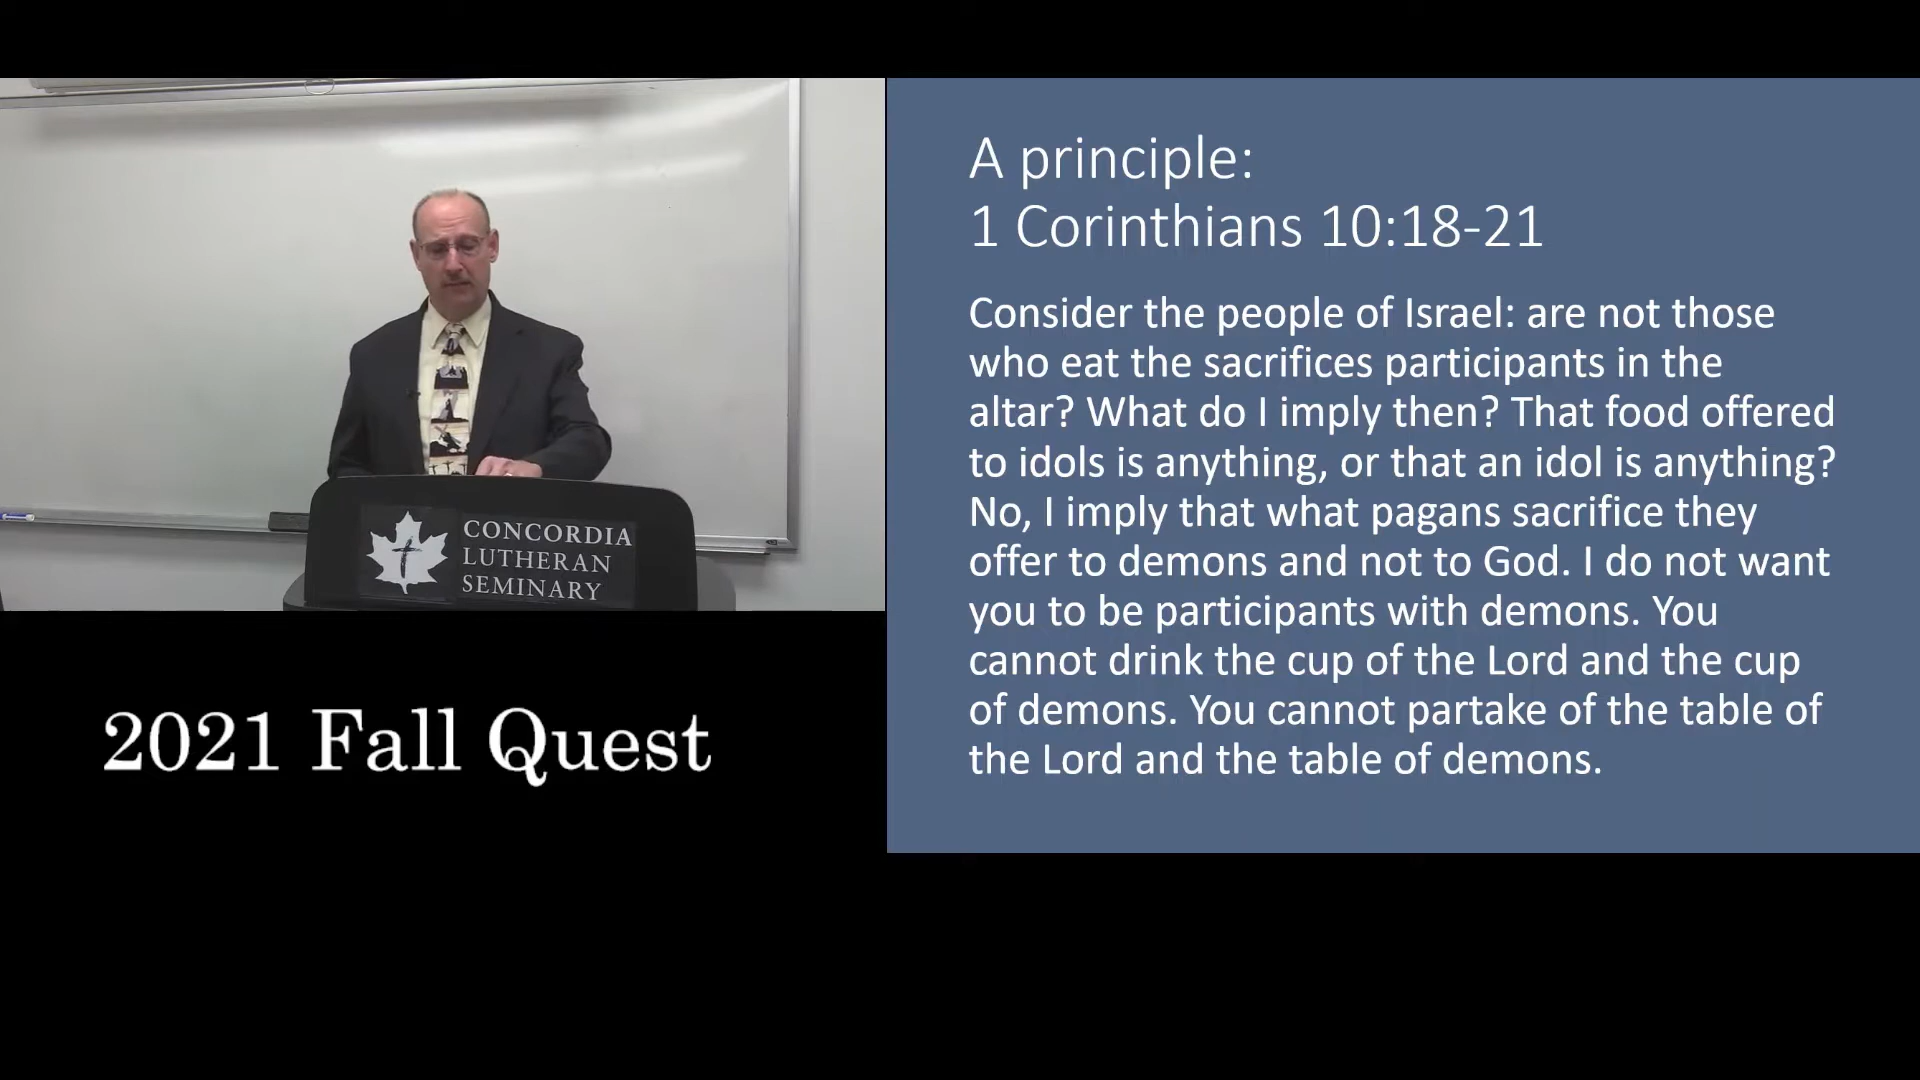 A principle:
1 Corinthians 10:18-21
Consider the people of Israel: are not those
who eat the sacrifices participants in the
altar? What do I imply then? That food offered
to idols is anything, or that an idol is anything?
No, I imply that what pagans sacrifice they
offer to demons and not to God. I do not want
you to be participants with demons. You
cannot drink the cup of the Lord and the cup
of demons. You cannot partake of the table of
the Lord and the table of demons.
CONCORDIA
LUTHERAN
SEMINARY
2021 Fall Quest